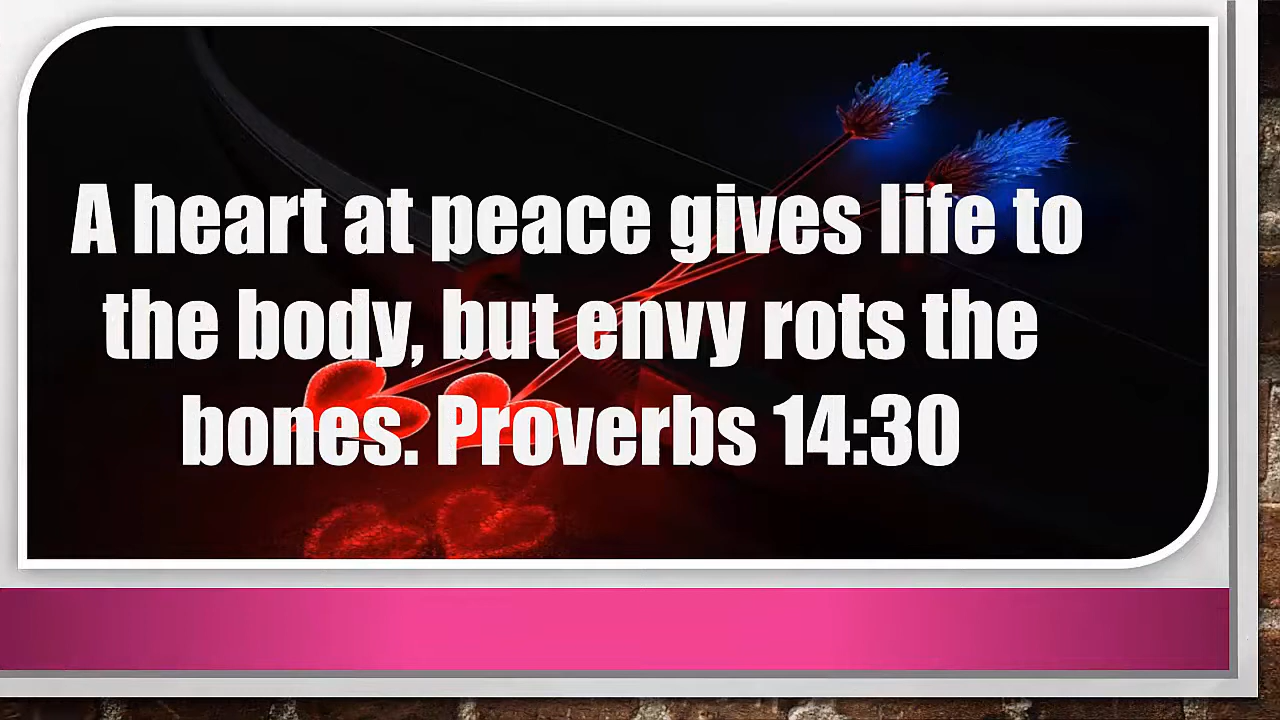 A heart at peace gives life to
the body, but envy rots the
bones. Proverbs 14:30